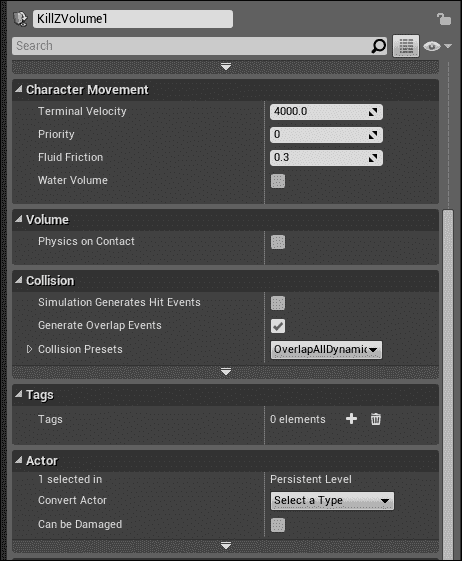 KillZVolume1
Search
Character Movement
Terminal Velocity 4000.0
Priority 0
Fluid Friction 0.3
Water Volume
Volume
Physics on Contact
Collision
Simulation Generates Hit Events
Generate Overlap Events
Collision Presets OverlapAllDynamic
Tags
Tags 0 elements
Actor
1 selected in Persistent Level
Convert Actor Select a Type
Can be Damaged